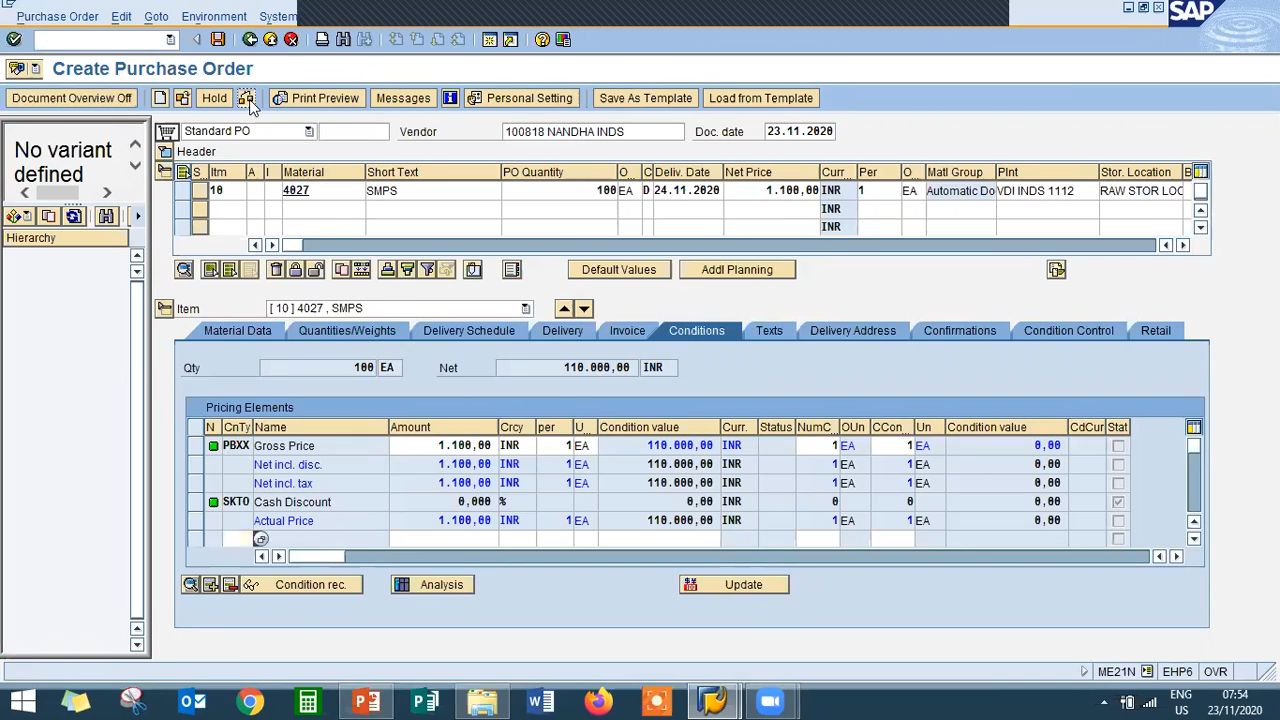 Purchase Order Edit Goto Environment System
SAP
Create Purchase Order
Document Overview Off Hold Print Preview Messages Personal Setting Save As Template Load from Template
No variant
defined
Hierarchy
Standard PO Vendor 100818 NANDHA INDS Doc. date 23.11.2020
Header
S... Itm A I Material Short Text PO Quantity O... C Deliv. Date Net Price Curr... Per O... Matl Group Plnt Stor. Location B
10 4027 SMPS 100 EA D 24.11.2020 1.100,00 INR 1 EA Automatic Do VDI INDS 1112 RAW STOR LOC
INR
INR
Default Values Addl Planning
Item [ 10 ] 4027 , SMPS
Material Data Quantities/Weights Delivery Schedule Delivery Invoice Conditions Texts Delivery Address Confirmations Condition Control Retail
Qty 100 EA Net 110.000,00 INR
Pricing Elements
N CnTy Name Amount Crcy per U... Condition value Curr. Status NumC OUn CCon Un Condition value CdCur Stat
PBXX Gross Price 1.100,00 INR 1 EA 110.000,00 INR 1 EA 1 EA 0,00
Net incl. disc. 1.100,00 INR 1 EA 110.000,00 INR 1 EA 1 EA 0,00
Net incl. tax 1.100,00 INR 1 EA 110.000,00 INR 1 EA 1 EA 0,00
SKTO Cash Discount 0,000 % 0,00 INR 0 0 0,00
Actual Price 1.100,00 INR 1 EA 110.000,00 INR 1 EA 1 EA 0,00
Condition rec. Analysis Update
ME21N EHP6 OVR
ENG 07:54
US 23/11/2020